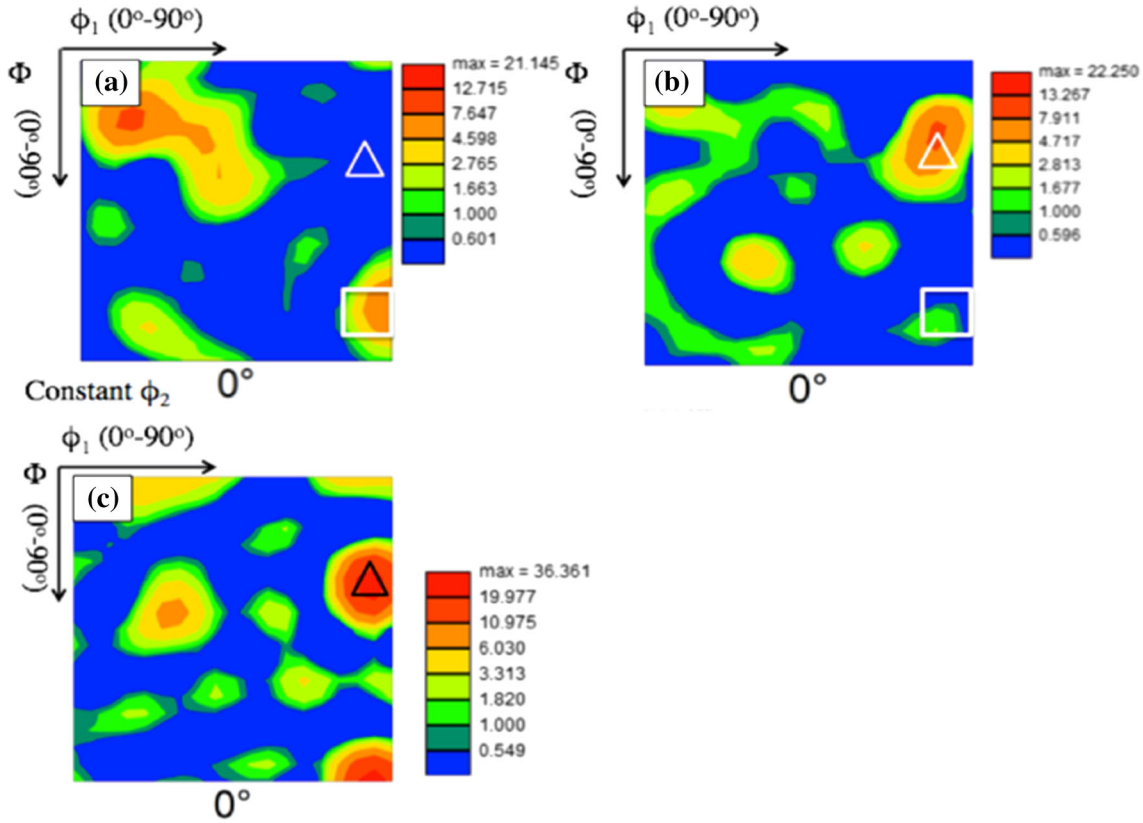 ϕ₁ (0°-90°)
Φ
(0°-90°)
(a)
max = 21.145
12.715
7.647
4.598
2.765
1.663
1.000
0.601
0°
Constant ϕ₂
ϕ₁ (0°-90°)
Φ
(0°-90°)
(b)
max = 22.250
13.267
7.911
4.717
2.813
1.677
1.000
0.596
0°
ϕ₁ (0°-90°)
Φ
(0°-90°)
(c)
max = 36.361
19.977
10.975
6.030
3.313
1.820
1.000
0.549
0°